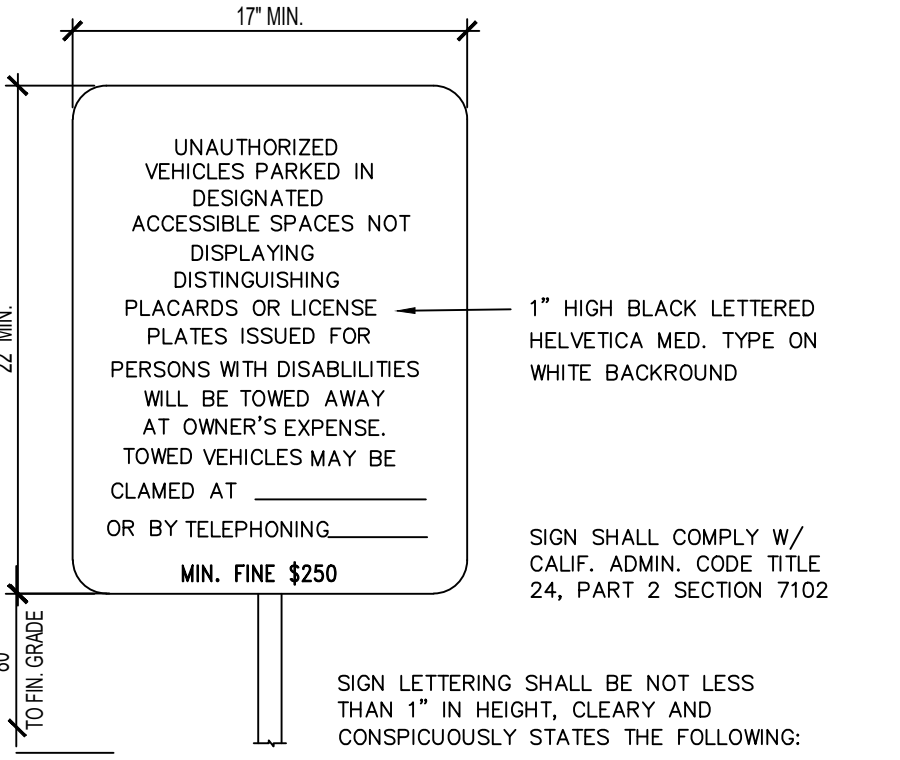 17" MIN.
UNAUTHORIZED
VEHICLES PARKED IN
DESIGNATED
ACCESSIBLE SPACES NOT
DISPLAYING
DISTINGUISHING
PLACARDS OR LICENSE
PLATES ISSUED FOR
PERSONS WITH DISABLILITIES
WILL BE TOWED AWAY
AT OWNER'S EXPENSE.
TOWED VEHICLES MAY BE
CLAMED AT
OR BY TELEPHONING
MIN. FINE $250
22" MIN.
TO FIN. GRADE
1" HIGH BLACK LETTERED
HELVETICA MED. TYPE ON
WHITE BACKROUND
SIGN SHALL COMPLY W/
CALIF. ADMIN. CODE TITLE
24, PART 2 SECTION 7102
SIGN LETTERING SHALL BE NOT LESS
THAN 1" IN HEIGHT, CLEARY AND
CONSPICUOUSLY STATES THE FOLLOWING: